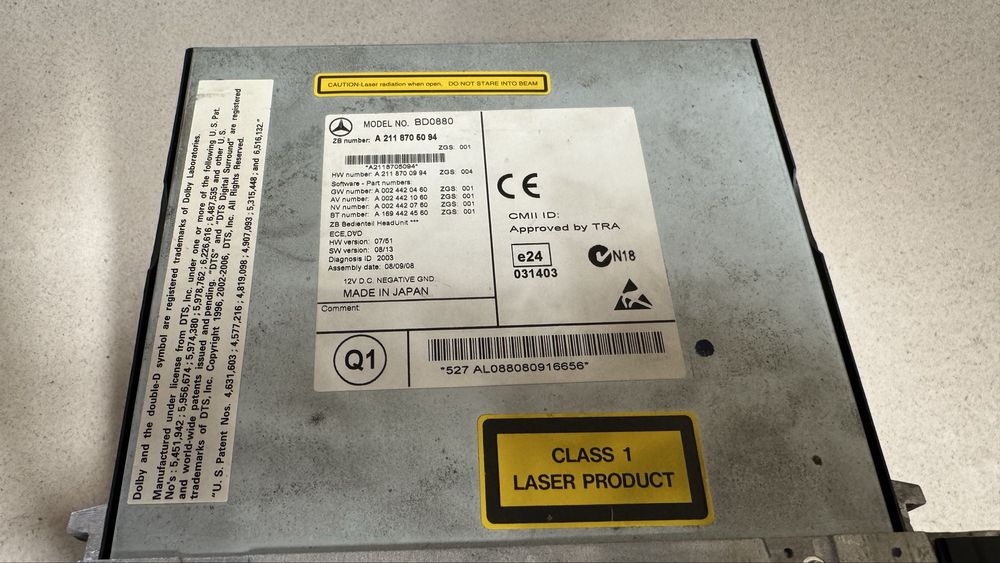 CAUTION-Laser radiation when open, DO NOT STARE INTO BEAM
MODEL NO. BD0880
ZB number: A 211 870 50 94
ZGS: 001
*A2118705094*
HW number: A 211 870 09 94 ZGS: 004
Software - Part numbers:
GW number: A 002 442 04 60 ZGS: 001
AV number: A 002 442 10 60 ZGS: 001
NV number: A 002 442 07 60 ZGS: 001
BT number: A 169 442 45 60 ZGS: 001
ZB Bedienteil HeadUnit ***
ECE,DVD
HW version: 07/51
SW version: 08/13
Diagnosis ID 2003
Assembly date: 08/09/08
12V D.C. NEGATIVE GND.
MADE IN JAPAN
Comment:
CE
CMII ID:
Approved by TRA
e24
031403
N18
Q1
*527 AL088080916656*
CLASS 1
LASER PRODUCT
Dolby and the double-D symbol are registered trademarks of Dolby Laboratories.
Manufactured under license from DTS, Inc. under one or more of the following U.S. Pat.
No's: 5,451,942; 5,956,674; 5,974,380; 5,978,762; 6,226,616; 6,487,535 and other U.S.
and world-wide patents issued and pending. "DTS" and "DTS Digital Surround" are registered
trademarks of DTS, Inc. Copyright 1996, 2002-2006, DTS, Inc. All Rights Reserved.
"U.S. Patent Nos. 4,631,603; 4,577,216; 4,819,098; 4,907,093; 5,315,448; and 6,516,132."